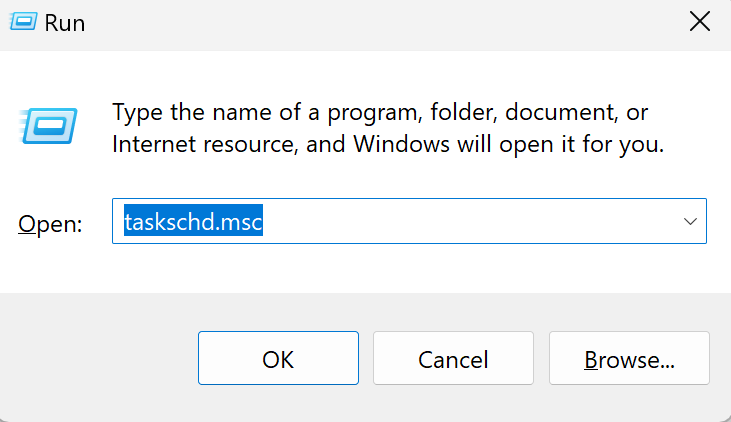 Run
Type the name of a program, folder, document, or
Internet resource, and Windows will open it for you.
Open: taskschd.msc
OK Cancel Browse...